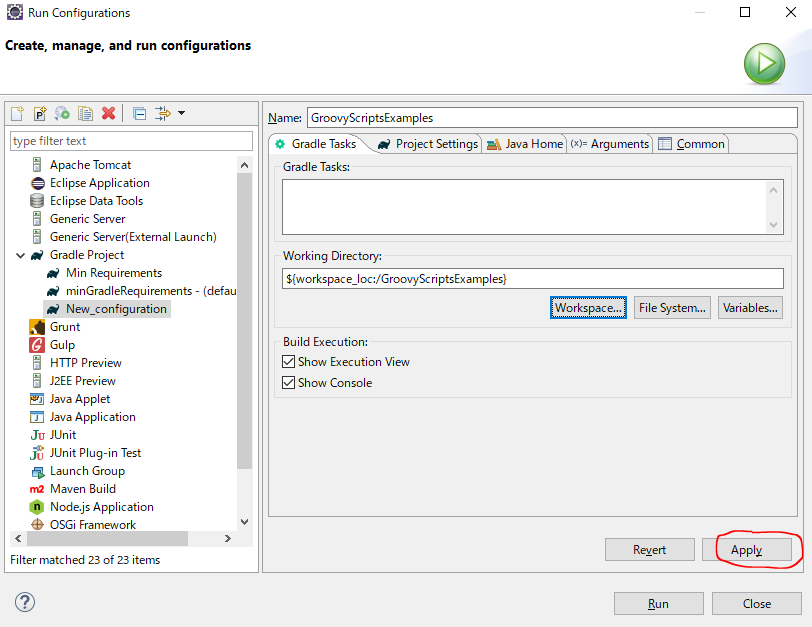 Run Configurations
Create, manage, and run configurations
type filter text
Apache Tomcat
Eclipse Application
Eclipse Data Tools
Generic Server
Generic Server(External Launch)
Gradle Project
Min Requirements
minGradleRequirements - (defau
New_configuration
Grunt
Gulp
HTTP Preview
J2EE Preview
Java Applet
Java Application
JUnit
JUnit Plug-in Test
Launch Group
Maven Build
Node.js Application
OSGi Framework
Filter matched 23 of 23 items
Name: GroovyScriptsExamples
Gradle Tasks Project Settings Java Home (x)= Arguments Common
Gradle Tasks:
Working Directory:
${workspace_loc:/GroovyScriptsExamples}
Workspace... File System... Variables...
Build Execution:
Show Execution View
Show Console
Revert Apply
Run Close